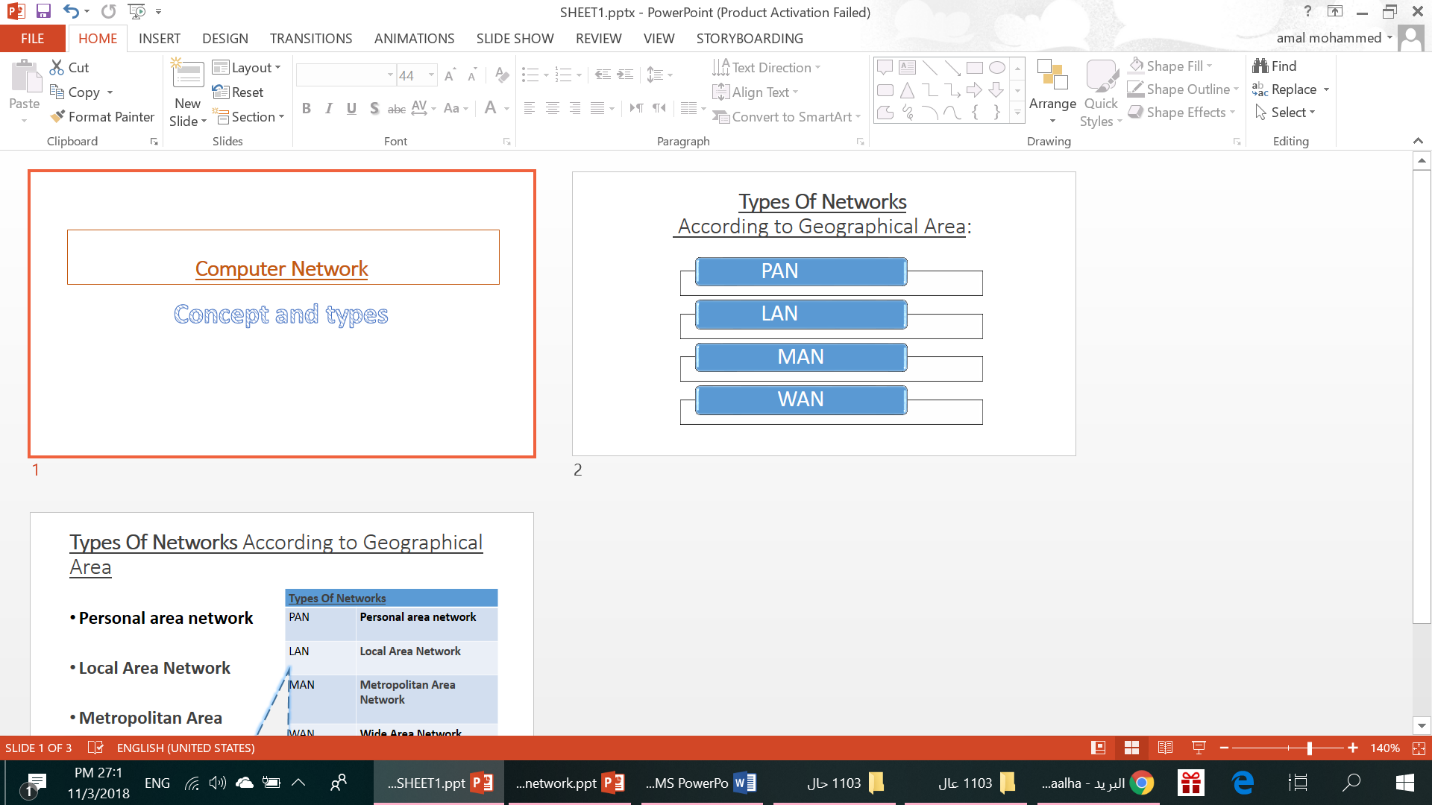 SHEET1.pptx - PowerPoint (Product Activation Failed)
FILE HOME INSERT DESIGN TRANSITIONS ANIMATIONS SLIDE SHOW REVIEW VIEW STORYBOARDING
amal mohammed
Paste
Cut
Copy
Format Painter
Clipboard
New
Slide
Layout
Reset
Section
Slides
44
B I U S abc AV Aa A
Font
Text Direction
Align Text
Convert to SmartArt
Paragraph
Arrange
Quick
Styles
Shape Fill
Shape Outline
Shape Effects
Drawing
Find
Replace
Select
Editing
Computer Network
Concept and types
1
Types Of Networks
According to Geographical Area:
PAN
LAN
MAN
WAN
2
Types Of Networks According to Geographical
Area
• Personal area network
• Local Area Network
• Metropolitan Area
Types Of Networks
PAN Personal area network
LAN Local Area Network
MAN Metropolitan Area
Network
WAN Wide Area Network
SLIDE 1 OF 3 ENGLISH (UNITED STATES) 140%
1
PM 27:1
11/3/2018
ENG
...SHEET1.ppt
...network.ppt
...MS PowerPo
1103 حال
1103 عال
...aalha - البريد